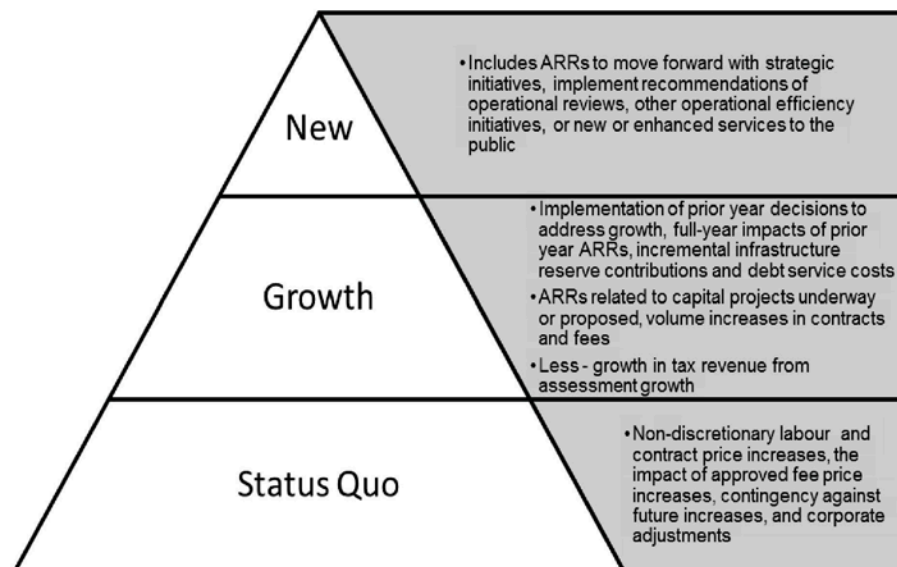 New
•Includes ARRs to move forward with strategic
initiatives, implement recommendations of
operational reviews, other operational efficiency
initiatives, or new or enhanced services to the
public
Growth
•Implementation of prior year decisions to
address growth, full-year impacts of prior
year ARRs, incremental infrastructure
reserve contributions and debt service costs
•ARRs related to capital projects underway
or proposed, volume increases in contracts
and fees
•Less - growth in tax revenue from
assessment growth
Status Quo
•Non-discretionary labour and
contract price increases, the
impact of approved fee price
increases, contingency against
future increases, and corporate
adjustments